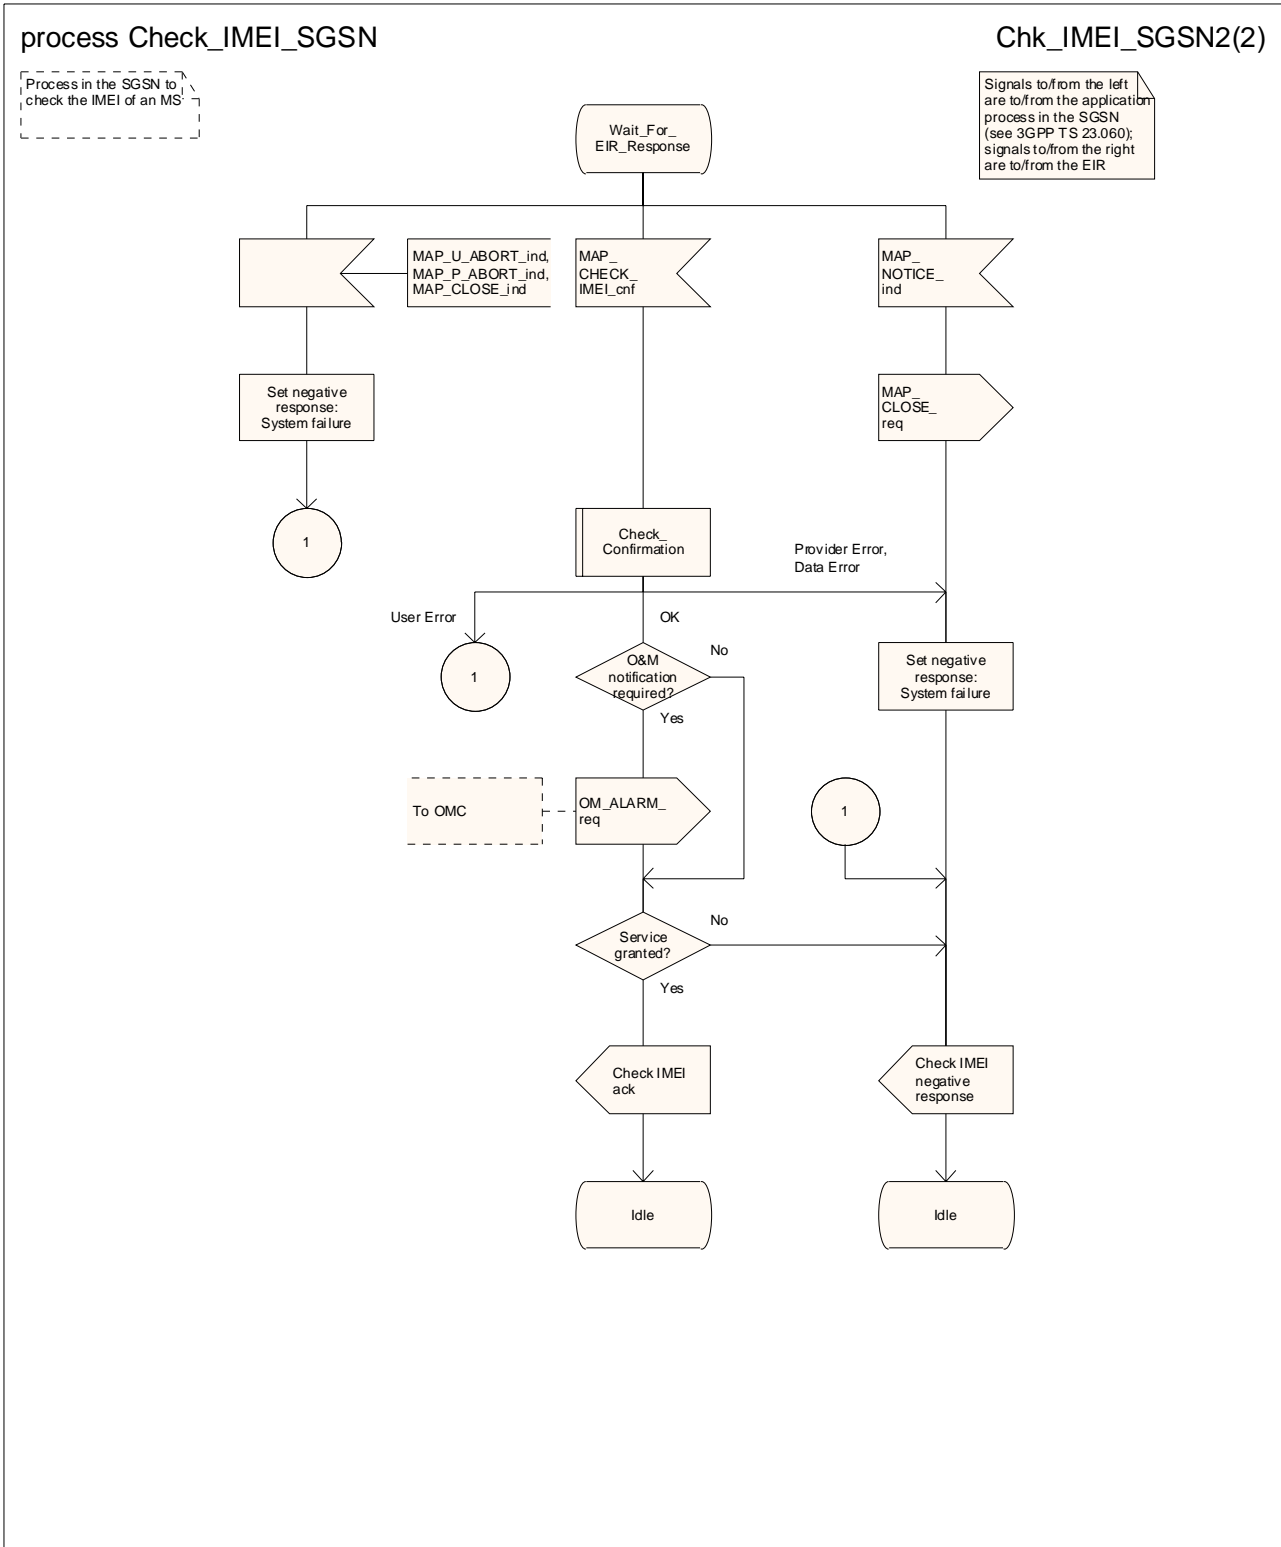 process Check_IMEI_SGSN
Chk_IMEI_SGSN2(2)
Process in the SGSN to
check the IMEI of an MS
Signals to/from the left
are to/from the application
process in the SGSN
(see 3GPP TS 23.060);
signals to/from the right
are to/from the EIR
Wait_For_
EIR_Response
MAP_U_ABORT_ind,
MAP_P_ABORT_ind,
MAP_CLOSE_ind
MAP_
CHECK_
IMEI_cnf
MAP_
NOTICE_
ind
Set negative
response:
System failure
MAP_
CLOSE_
req
1
Check_
Confirmation
Provider Error,
Data Error
User Error
OK
1
O&M
notification
required?
No
Yes
Set negative
response:
System failure
To OMC
OM_ALARM_
req
1
Service
granted?
No
Yes
Check IMEI
ack
Check IMEI
negative
response
Idle
Idle